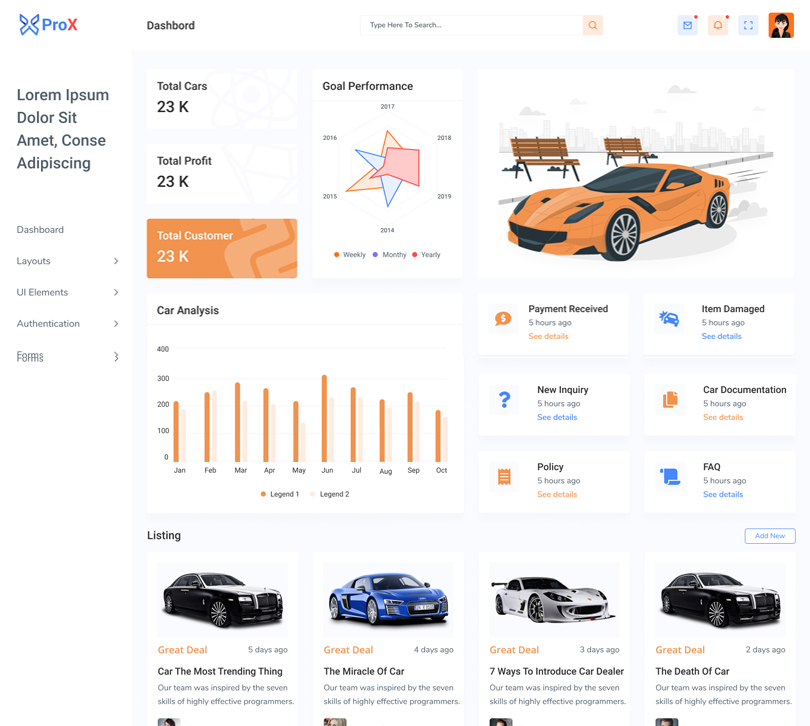 ProX
Dashbord
Type Here To Search...
Lorem Ipsum
Dolor Sit
Amet, Conse
Adipiscing
Dashboard
Layouts
UI Elements
Authentication
Forms
Total Cars
23 K
Total Profit
23 K
Total Customer
23 K
Goal Performance
2017
2016
2018
2015
2019
2014
Weekly Monthy Yearly
Car Analysis
400
300
200
100
0
Jan Feb Mar Apr May Jun Jul Aug Sep Oct
Legend 1 Legend 2
Payment Received
5 hours ago
See details
Item Damaged
5 hours ago
See details
New Inquiry
5 hours ago
See details
Car Documentation
5 hours ago
See details
Policy
5 hours ago
See details
FAQ
5 hours ago
See details
Listing
Add New
Great Deal 5 days ago
Car The Most Trending Thing
Our team was inspired by the seven
skills of highly effective programmers.
Great Deal 4 days ago
The Miracle Of Car
Our team was inspired by the seven
skills of highly effective programmers.
Great Deal 3 days ago
7 Ways To Introduce Car Dealer
Our team was inspired by the seven
skills of highly effective programmers.
Great Deal 2 days ago
The Death Of Car
Our team was inspired by the seven
skills of highly effective programmers.